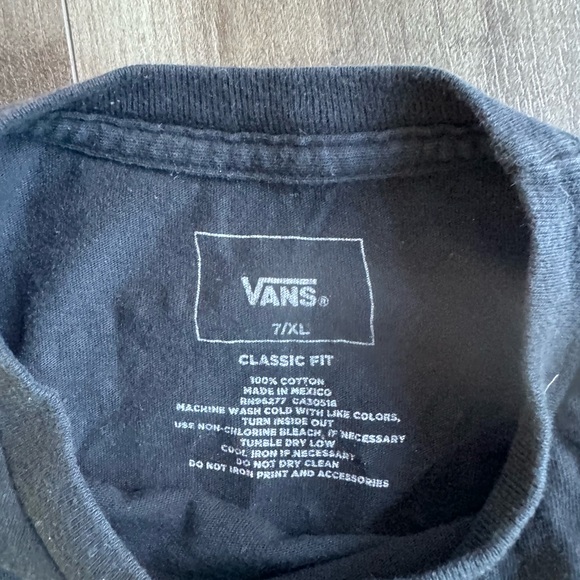 VANS®
7/XL
CLASSIC FIT
100% COTTON
MADE IN MEXICO
RN96277 CA30516
MACHINE WASH COLD WITH LIKE COLORS,
TURN INSIDE OUT
USE NON-CHLORINE BLEACH, IF NECESSARY
TUMBLE DRY LOW
COOL IRON IF NECESSARY
DO NOT DRY CLEAN
DO NOT IRON PRINT AND ACCESSORIES